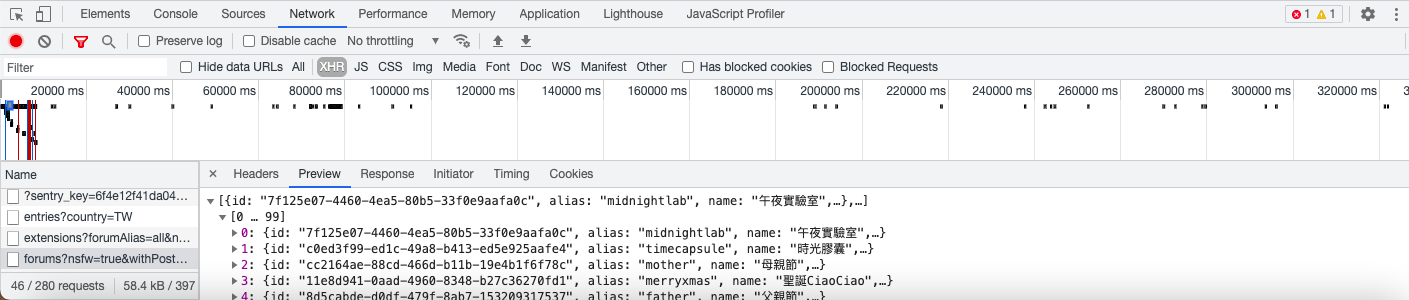 Elements Console Sources Network Performance Memory Application Lighthouse JavaScript Profiler 1 1
Preserve log Disable cache No throttling
Filter Hide data URLs All XHR JS CSS Img Media Font Doc WS Manifest Other Has blocked cookies Blocked Requests
20000 ms 40000 ms 60000 ms 80000 ms 100000 ms 120000 ms 140000 ms 160000 ms 180000 ms 200000 ms 220000 ms 240000 ms 260000 ms 280000 ms 300000 ms 320000 ms 3
Name × Headers Preview Response Initiator Timing Cookies
?sentry_key=6f4e12f41da04…
entries?country=TW
extensions?forumAlias=all&n…
forums?nsfw=true&withPost…
[{id: "7f125e07-4460-4ea5-80b5-33f0e9aafa0c", alias: "midnightlab", name: "午夜實驗室",…},…]
[0 … 99]
0: {id: "7f125e07-4460-4ea5-80b5-33f0e9aafa0c", alias: "midnightlab", name: "午夜實驗室",…}
1: {id: "c0ed3f99-ed1c-49a8-b413-ed5e925aafe4", alias: "timecapsule", name: "時光膠囊",…}
2: {id: "cc2164ae-88cd-466d-b11b-19e4b1f6f78c", alias: "mother", name: "母親節",…}
3: {id: "11e8d941-0aad-4960-8348-b27c36270fd1", alias: "merryxmas", name: "聖誕CiaoCiao",…}
4: {id: "8d5cabde-d0df-479f-8ab7-153209317537", alias: "father", name: "父親節",…}
46 / 280 requests 58.4 kB / 397